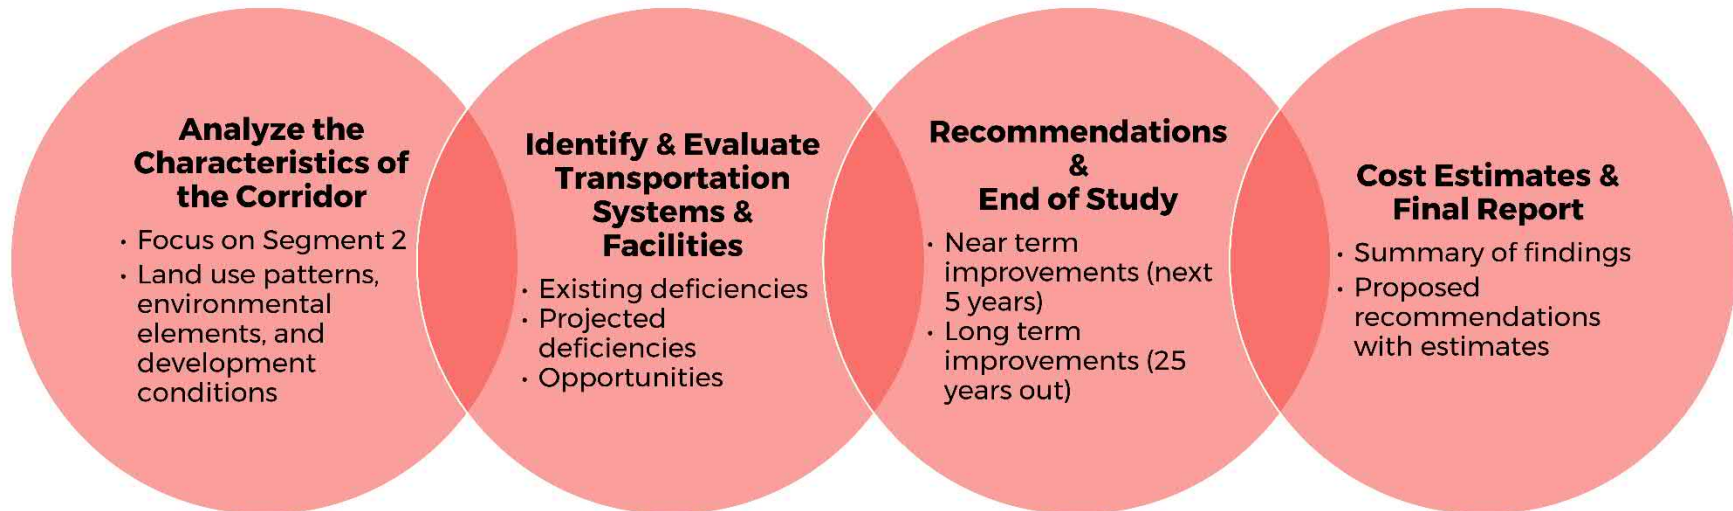 Analyze the
Characteristics of
the Corridor
· Focus on Segment 2
· Land use patterns,
environmental
elements, and
development
conditions
Identify & Evaluate
Transportation
Systems &
Facilities
· Existing deficiencies
· Projected
deficiencies
· Opportunities
Recommendations
&
End of Study
· Near term
improvements (next
5 years)
· Long term
improvements (25
years out)
Cost Estimates &
Final Report
· Summary of findings
· Proposed
recommendations
with estimates